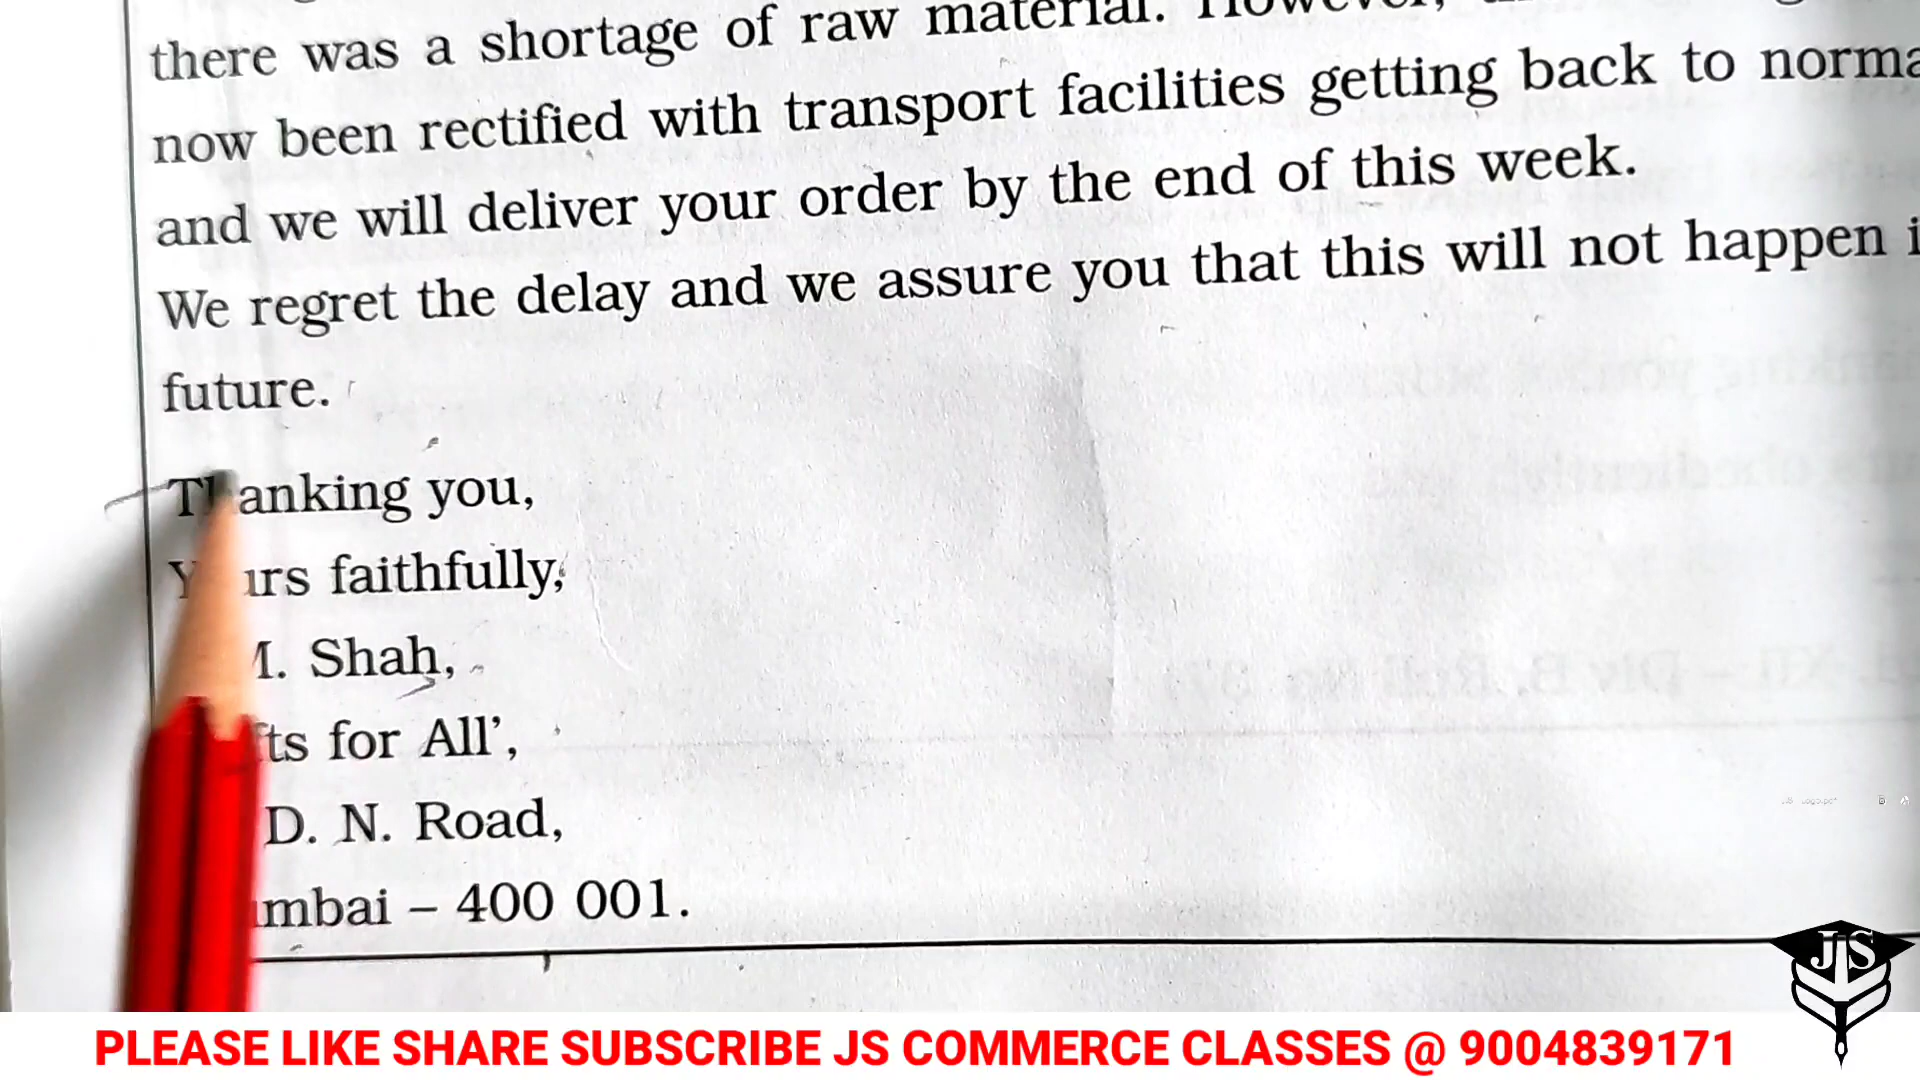 there was a shortage of raw material. However,
now been rectified with transport facilities getting back to norma
and we will deliver your order by the end of this week.
We regret the delay and we assure you that this will not happen i
future.
Thanking you,
Yours faithfully,
M. Shah,
fts for All’,
D. N. Road,
mbai – 400 001.
JS
PLEASE LIKE SHARE SUBSCRIBE JS COMMERCE CLASSES @ 9004839171